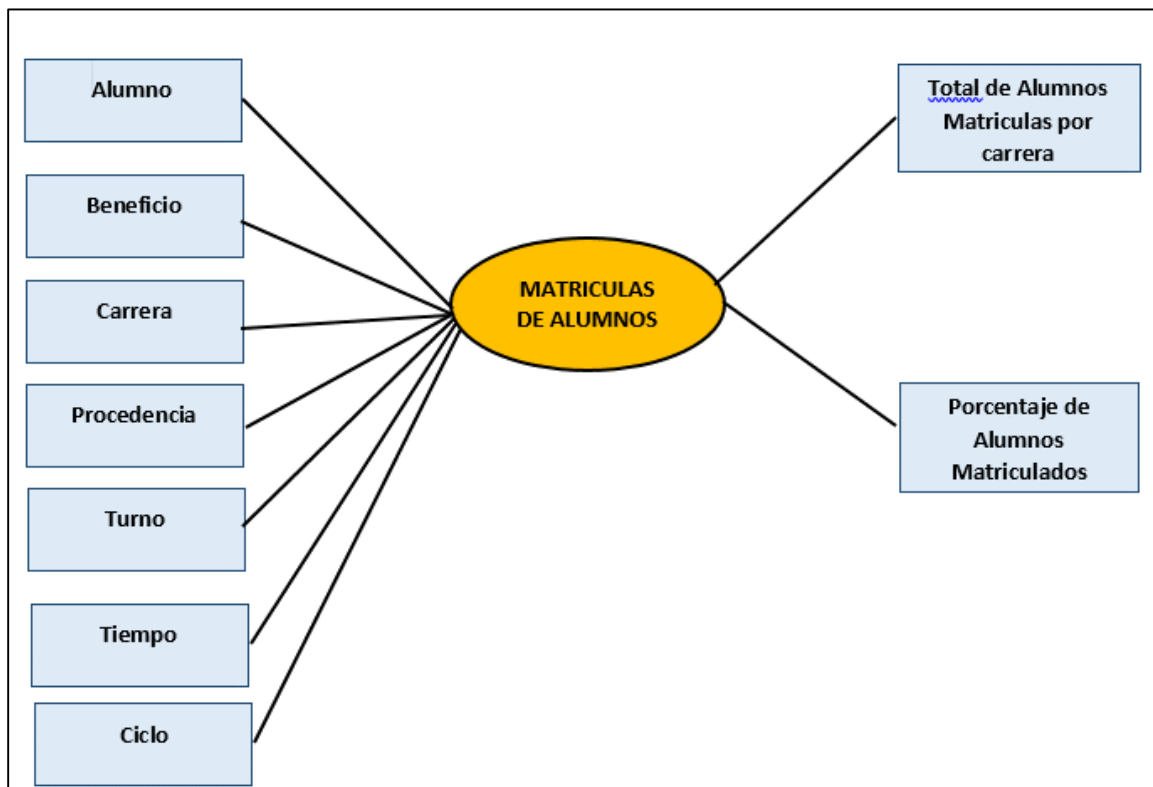 Alumno
Beneficio
Carrera
Procedencia
Turno
Tiempo
Ciclo
MATRICULAS
DE ALUMNOS
Total de Alumnos
Matriculas por
carrera
Porcentaje de
Alumnos
Matriculados